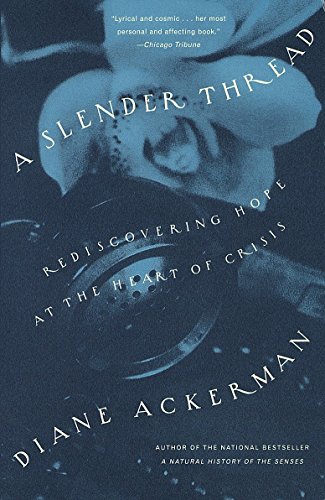 "Lyrical and cosmic . . . her most
personal and affecting book."
—Chicago Tribune
A SLENDER THREAD
REDISCOVERING HOPE
AT THE HEART OF CRISIS
DIANE ACKERMAN
AUTHOR OF THE NATIONAL BESTSELLER
A NATURAL HISTORY OF THE SENSES